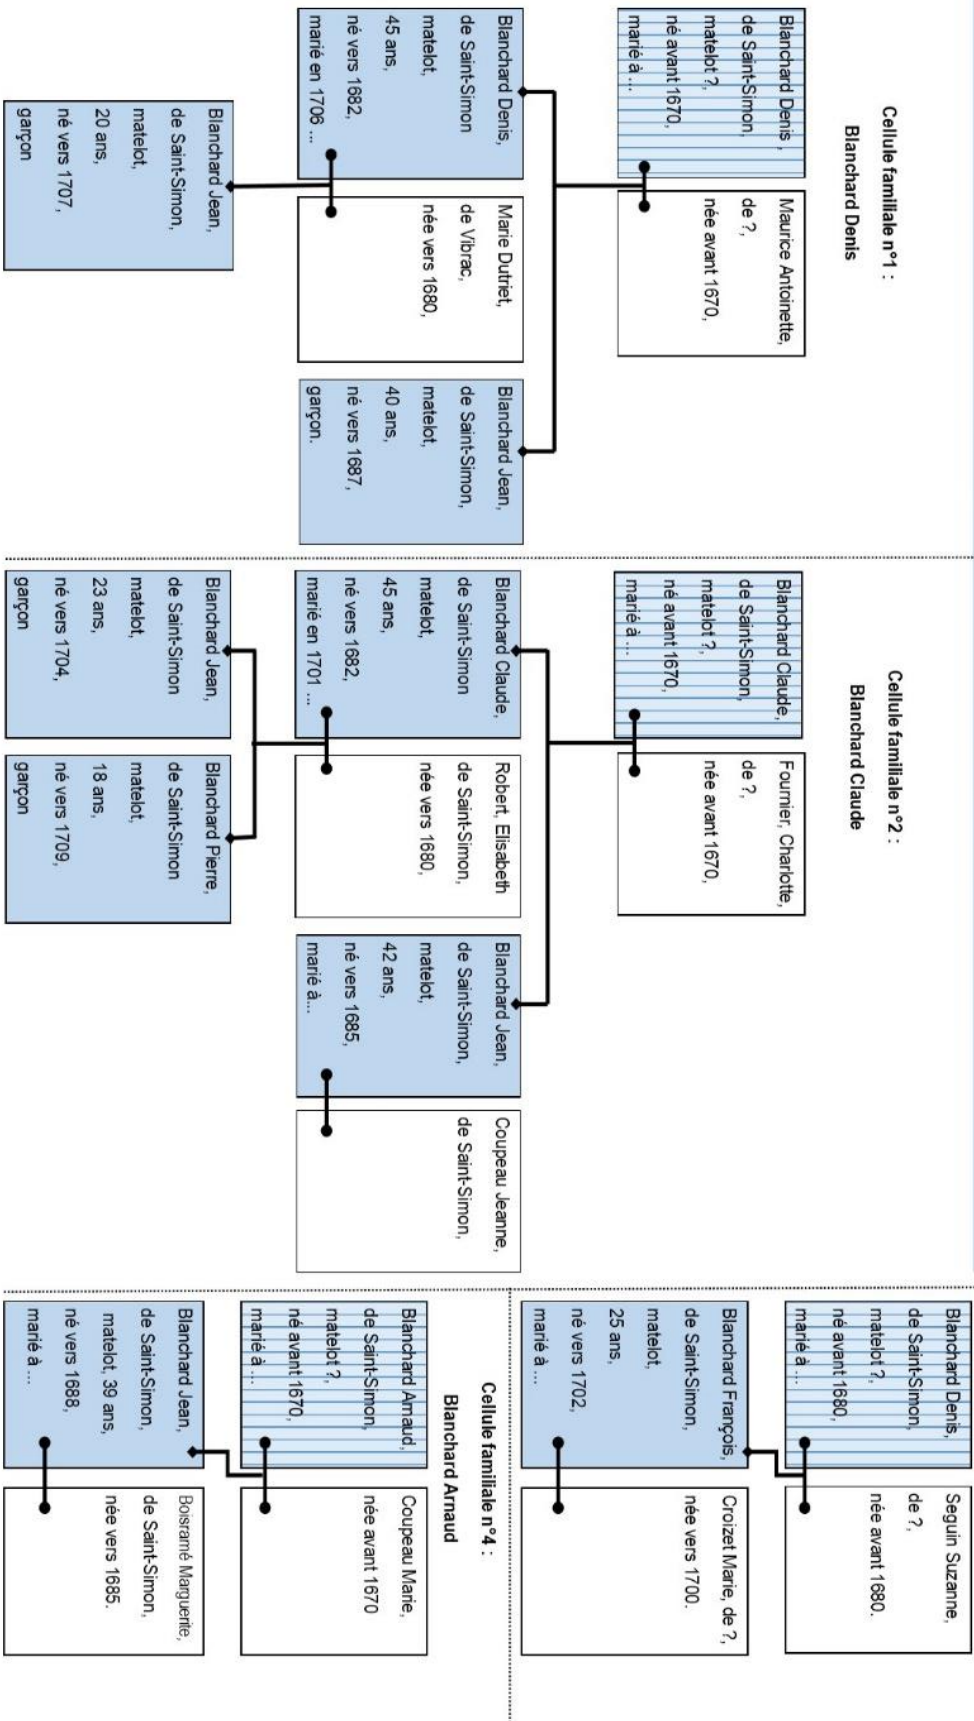 Cellule familiale n°1 :
Blanchard Denis
Blanchard Denis ,
de Saint-Simon,
matelot ?,
né avant 1670,
marié à ...
Maurice Antoinette,
de ?,
née avant 1670,
Blanchard Denis,
de Saint-Simon
matelot,
45 ans,
né vers 1682,
marié en 1706 ...
Marie Dutriet,
de Vibrac,
née vers 1680,
Blanchard Jean,
de Saint-Simon,
matelot,
40 ans,
né vers 1687,
garçon.
Blanchard Jean,
de Saint-Simon,
matelot,
20 ans,
né vers 1707,
garçon
Cellule familiale n°2 :
Blanchard Claude
Blanchard Claude,
de Saint-Simon,
matelot ?,
né avant 1670,
marié à ...
Fournier, Charlotte,
de ?,
née avant 1670,
Blanchard Claude,
de Saint-Simon
matelot,
45 ans,
né vers 1682,
marié en 1701 ...
Robert, Elisabeth
de Saint-Simon,
née vers 1680,
Blanchard Jean,
de Saint-Simon,
matelot,
42 ans,
né vers 1685,
marié à...
Coupeau Jeanne,
de Saint-Simon,
Blanchard Jean,
de Saint-Simon
matelot,
23 ans,
né vers 1704,
garçon
Blanchard Pierre,
de Saint-Simon
matelot,
18 ans,
né vers 1709,
garçon
Blanchard Denis,
de Saint-Simon,
matelot ?,
né avant 1680,
marié à ...
Seguin Suzanne,
de ?,
née avant 1680.
Blanchard François,
de Saint-Simon,
matelot,
25 ans,
né vers 1702,
marié à ...
Croizet Marie, de ?,
née vers 1700.
Cellule familiale n°4 :
Blanchard Arnaud
Blanchard Arnaud,
de Saint-Simon,
matelot ?,
né avant 1670,
marié à ...
Coupeau Marie,
née avant 1670
Blanchard Jean,
de Saint-Simon,
matelot, 39 ans,
né vers 1688,
marié à ...
Boisramé Marguerite,
de Saint-Simon,
née vers 1685.